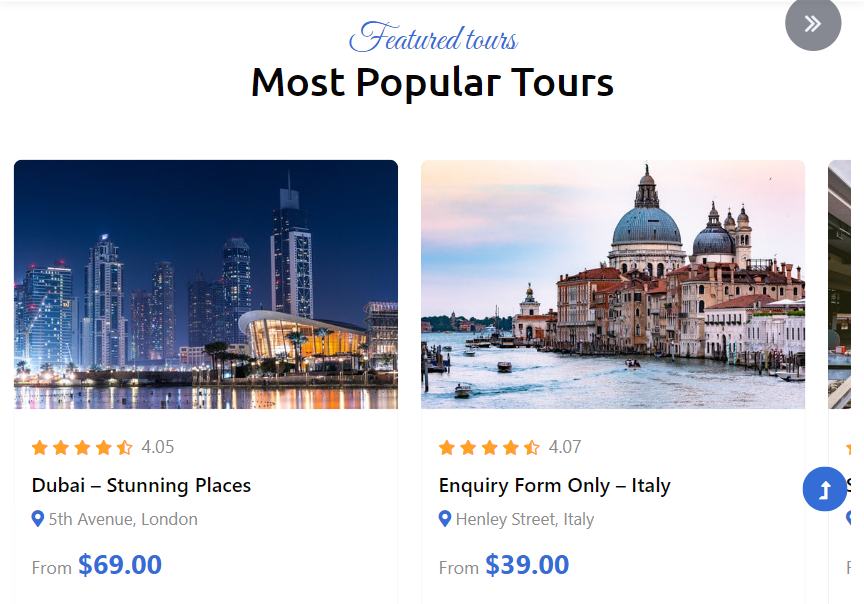 Featured tours
Most Popular Tours
4.05
4.07
Dubai – Stunning Places
Enquiry Form Only – Italy
5th Avenue, London
Henley Street, Italy
From $69.00
From $39.00